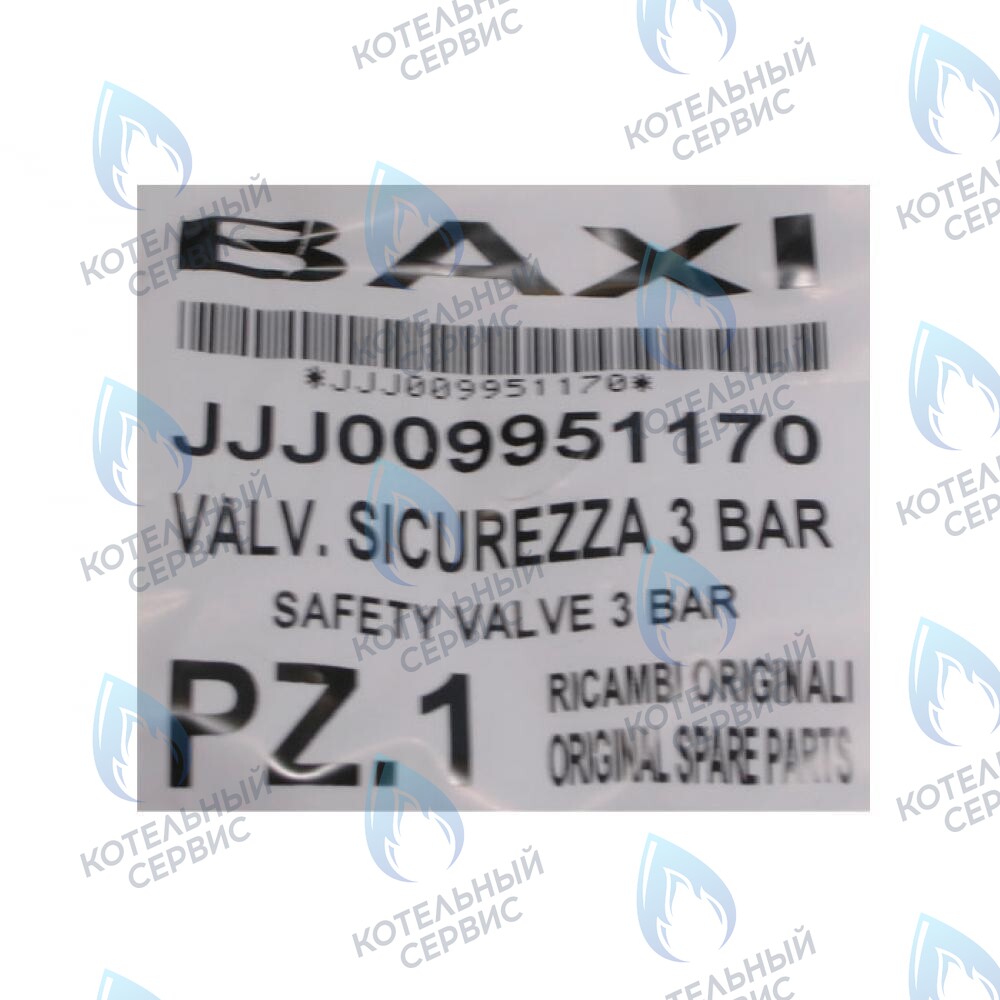 BAXI
*JJJ009951170*
JJJ009951170
VALV. SICUREZZA 3 BAR
SAFETY VALVE 3 BAR
PZ.1
RICAMBI ORIGINALI
ORIGINAL SPARE PARTS
КОТЕЛЬНЫЙ
СЕРВИС